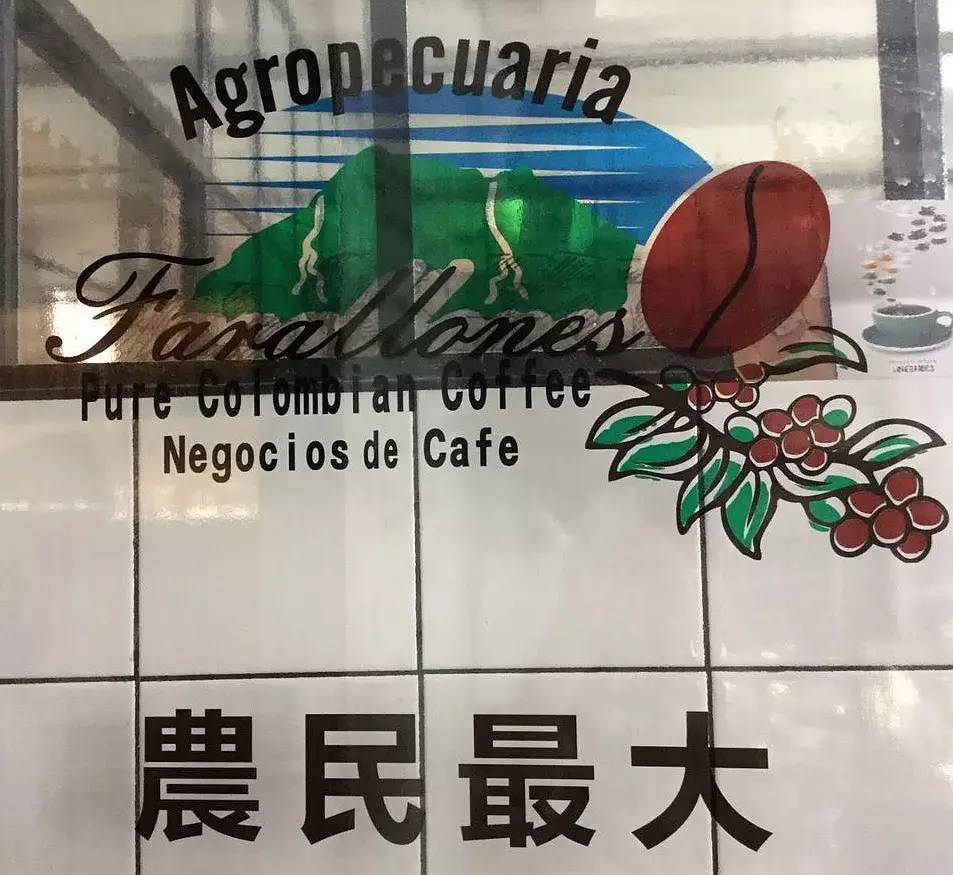 Agropecuaria
Farallones
Pure Colombian Coffee
Negocios de Cafe
農民最大